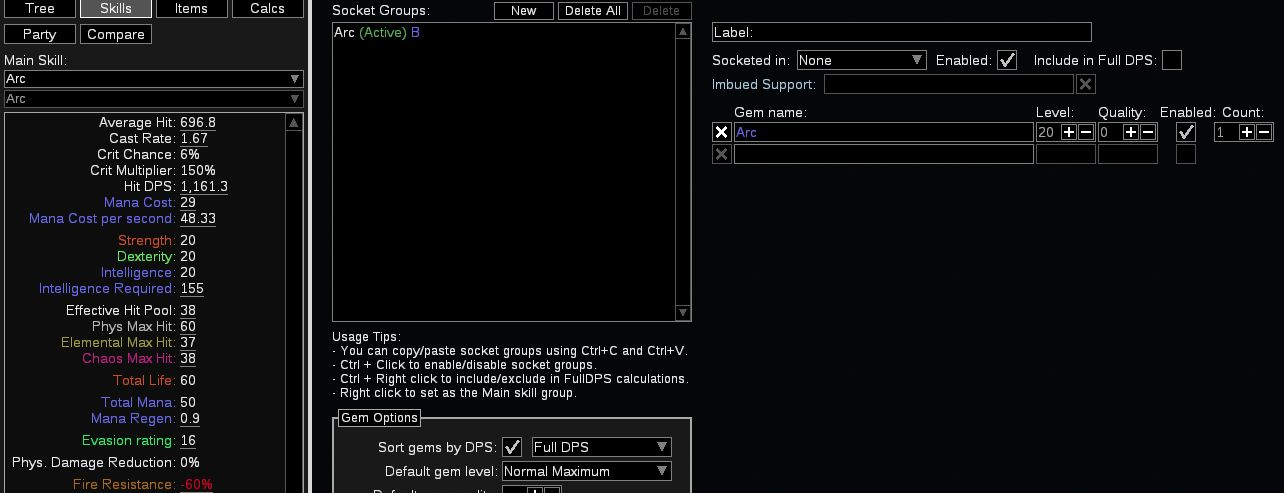 Tree Skills Items Calcs
Party Compare
Main Skill:
Arc
Arc
Average Hit: 696.8
Cast Rate: 1.67
Crit Chance: 6%
Crit Multiplier: 150%
Hit DPS: 1,161.3
Mana Cost: 29
Mana Cost per second: 48.33
Strength: 20
Dexterity: 20
Intelligence: 20
Intelligence Required: 155
Effective Hit Pool: 38
Phys Max Hit: 60
Elemental Max Hit: 37
Chaos Max Hit: 38
Total Life: 60
Total Mana: 50
Mana Regen: 0.9
Evasion rating: 16
Phys. Damage Reduction: 0%
Fire Resistance: -60%
Socket Groups: New Delete All Delete
Arc (Active) B
Usage Tips:
- You can copy/paste socket groups using Ctrl+C and Ctrl+V.
- Ctrl + Click to enable/disable socket groups.
- Ctrl + Right click to include/exclude in FullDPS calculations.
- Right click to set as the Main skill group.
Gem Options
Sort gems by DPS: Full DPS
Default gem level: Normal Maximum
Label:
Socketed in: None Enabled: Include in Full DPS:
Imbued Support:
Gem name: Level: Quality: Enabled: Count:
Arc 20 0 1